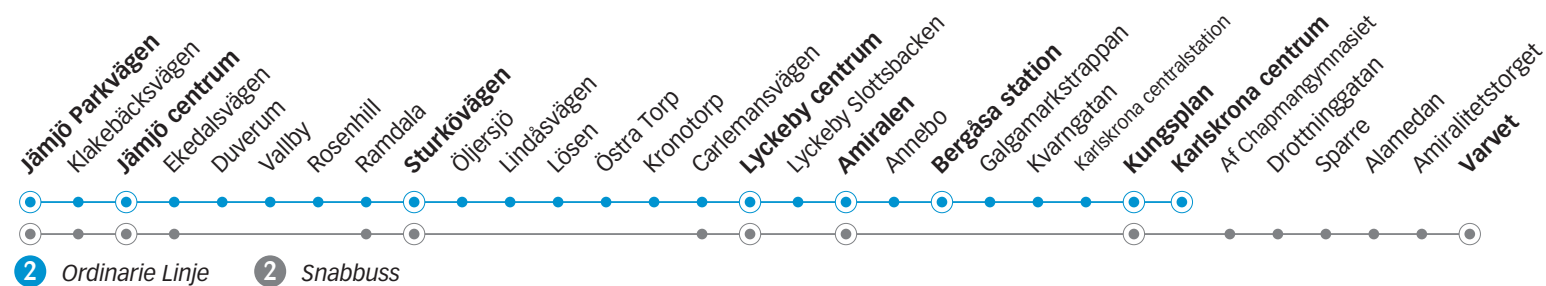 Jämjö Parkvägen
Klakebäcksvägen
Jämjö centrum
Ekedalsvägen
Duverum
Vallby
Rosenhill
Ramdala
Sturkövägen
Öljersjö
Lindåsvägen
Lösen
Östra Torp
Kronotorp
Carlemansvägen
Lyckeby centrum
Lyckeby Slottsbacken
Amiralen
Annebo
Bergåsa station
Galgamarkstrappan
Kvarngatan
Karlskrona centralstation
Kungsplan
Karlskrona centrum
Af Chapmangymnasiet
Drottninggatan
Sparre
Alamedan
Amiralitetstorget
Varvet
2 Ordinarie Linje
2 Snabbuss